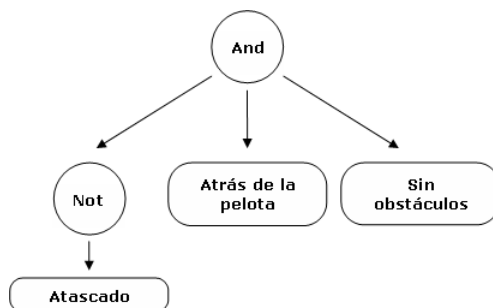 And
Not
Atrás de la
pelota
Sin
obstáculos
Atascado